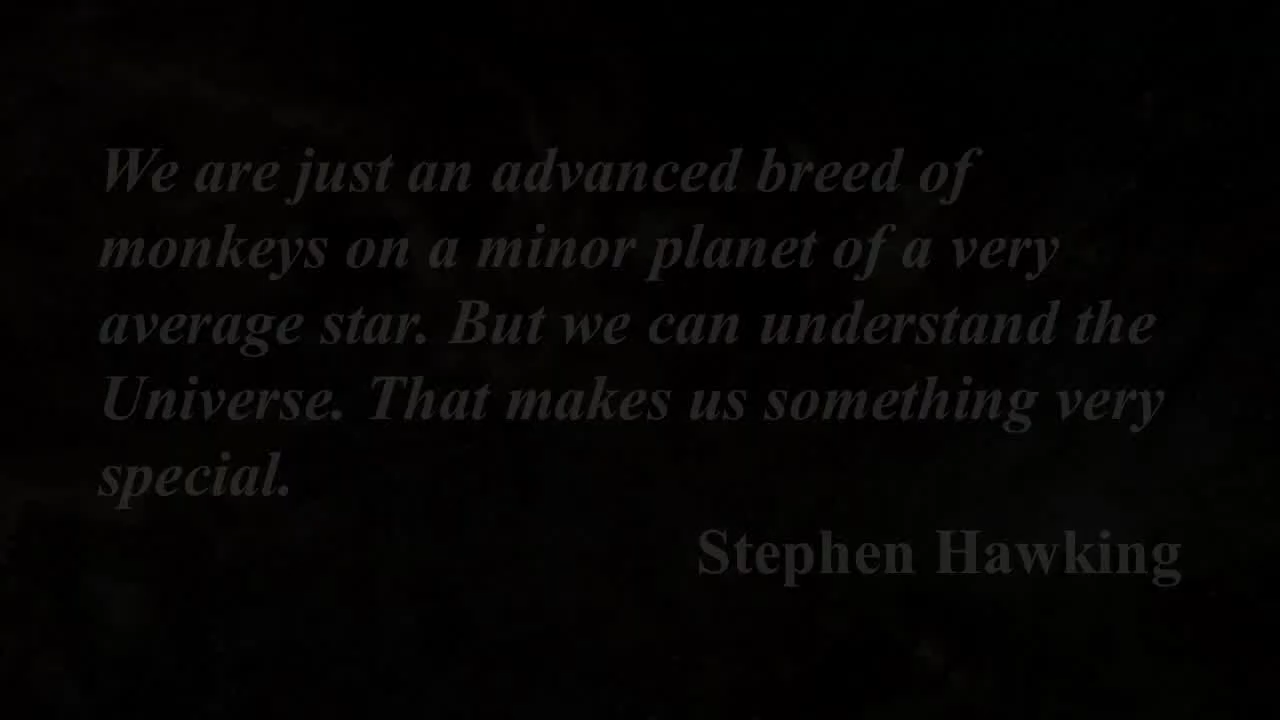 We are just an advanced breed of
monkeys on a minor planet of a very
average star. But we can understand the
Universe. That makes us something very
special.
Stephen Hawking